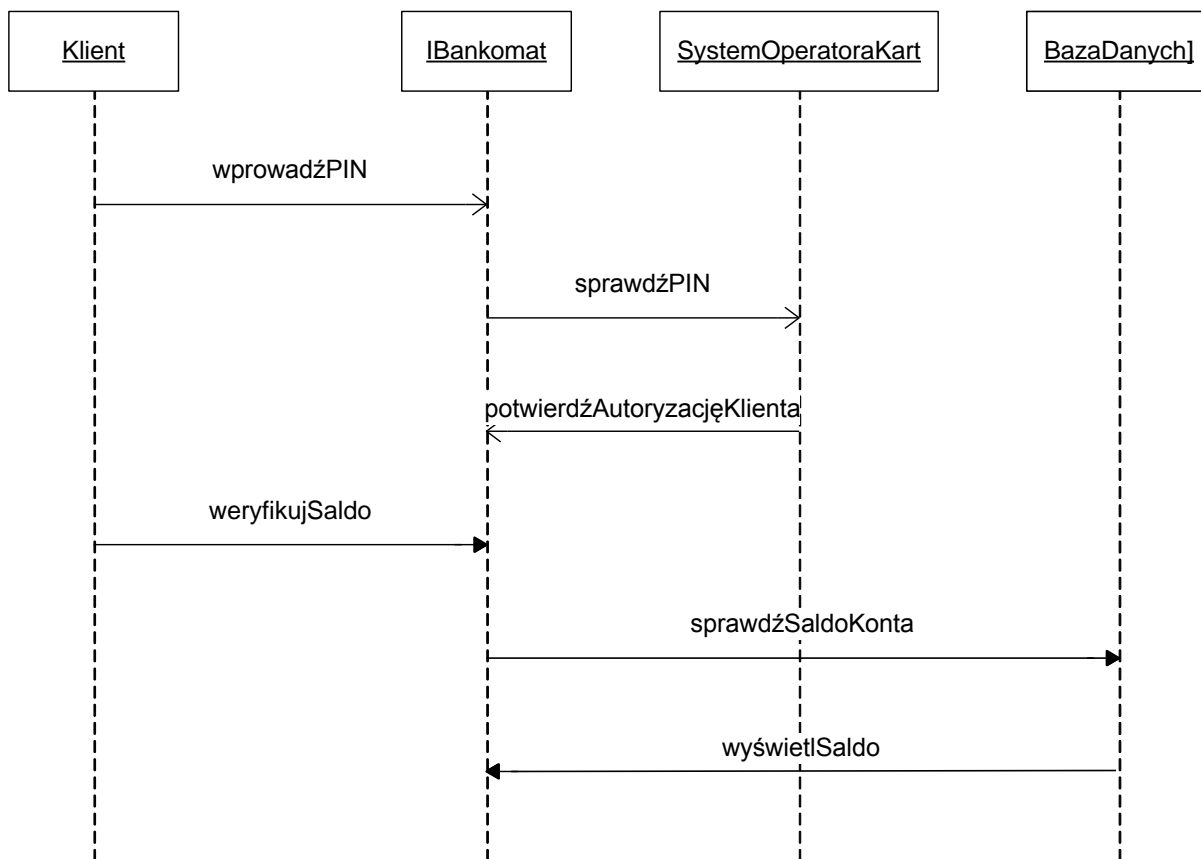 Klient
IBankomat
SystemOperatoraKart
BazaDanych]
wprowadźPIN
sprawdźPIN
potwierdźAutoryzacjęKlienta
weryfikujSaldo
sprawdźSaldoKonta
wyświetlSaldo